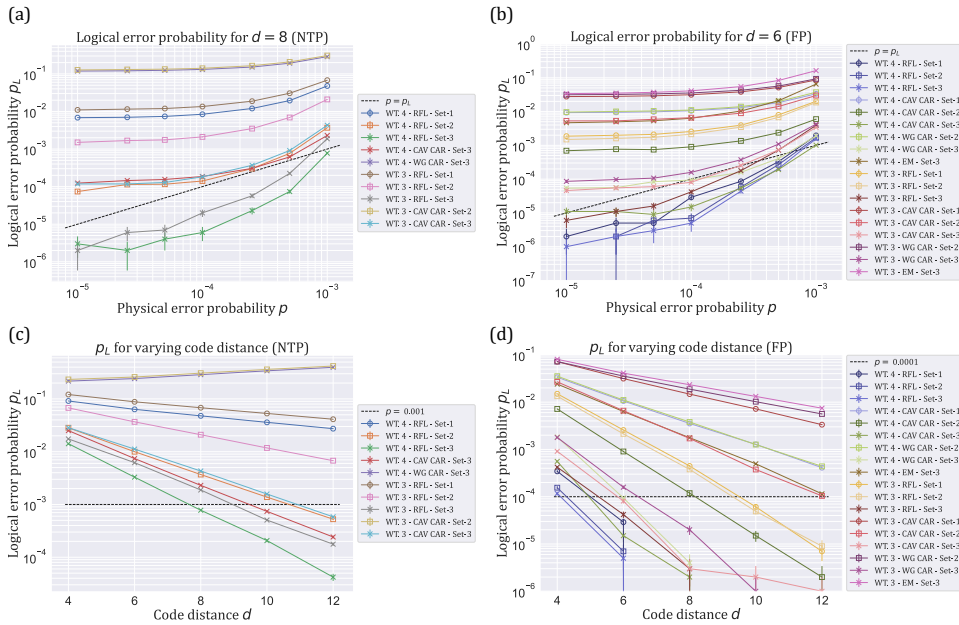 (a)
Logical error probability for d = 8 (NTP)
Logical error probability p_L
10⁻¹
10⁻²
10⁻³
10⁻⁴
10⁻⁵
10⁻⁶
10⁻⁵
10⁻⁴
10⁻³
Physical error probability p
p = p_L
WT. 4 - RFL - Set-1
WT. 4 - RFL - Set-2
WT. 4 - RFL - Set-3
WT. 4 - CAV CAR - Set-3
WT. 4 - WG CAR - Set-3
WT. 3 - RFL - Set-1
WT. 3 - RFL - Set-2
WT. 3 - RFL - Set-3
WT. 3 - CAV CAR - Set-2
WT. 3 - CAV CAR - Set-3
(b)
Logical error probability for d = 6 (FP)
Logical error probability p_L
10⁰
10⁻¹
10⁻²
10⁻³
10⁻⁴
10⁻⁵
10⁻⁶
10⁻⁷
10⁻⁵
10⁻⁴
10⁻³
Physical error probability p
p = p_L
WT. 4 - RFL - Set-1
WT. 4 - RFL - Set-2
WT. 4 - RFL - Set-3
WT. 4 - CAV CAR - Set-1
WT. 4 - CAV CAR - Set-2
WT. 4 - CAV CAR - Set-3
WT. 4 - WG CAR - Set-2
WT. 4 - WG CAR - Set-3
WT. 4 - EM - Set-3
WT. 3 - RFL - Set-1
WT. 3 - RFL - Set-2
WT. 3 - RFL - Set-3
WT. 3 - CAV CAR - Set-1
WT. 3 - CAV CAR - Set-2
WT. 3 - CAV CAR - Set-3
WT. 3 - WG CAR - Set-2
WT. 3 - WG CAR - Set-3
WT. 3 - EM - Set-3
(c)
p_L for varying code distance (NTP)
Logical error probability p_L
10⁻¹
10⁻²
10⁻³
10⁻⁴
4
6
8
10
12
Code distance d
p = 0.001
WT. 4 - RFL - Set-1
WT. 4 - RFL - Set-2
WT. 4 - RFL - Set-3
WT. 4 - CAV CAR - Set-3
WT. 4 - WG CAR - Set-3
WT. 3 - RFL - Set-1
WT. 3 - RFL - Set-2
WT. 3 - RFL - Set-3
WT. 3 - CAV CAR - Set-2
WT. 3 - CAV CAR - Set-3
(d)
p_L for varying code distance (FP)
Logical error probability p_L
10⁻¹
10⁻²
10⁻³
10⁻⁴
10⁻⁵
10⁻⁶
4
6
8
10
12
Code distance d
p = 0.0001
WT. 4 - RFL - Set-1
WT. 4 - RFL - Set-2
WT. 4 - RFL - Set-3
WT. 4 - CAV CAR - Set-1
WT. 4 - CAV CAR - Set-2
WT. 4 - CAV CAR - Set-3
WT. 4 - WG CAR - Set-2
WT. 4 - WG CAR - Set-3
WT. 4 - EM - Set-3
WT. 3 - RFL - Set-1
WT. 3 - RFL - Set-2
WT. 3 - RFL - Set-3
WT. 3 - CAV CAR - Set-1
WT. 3 - CAV CAR - Set-2
WT. 3 - CAV CAR - Set-3
WT. 3 - WG CAR - Set-2
WT. 3 - WG CAR - Set-3
WT. 3 - EM - Set-3